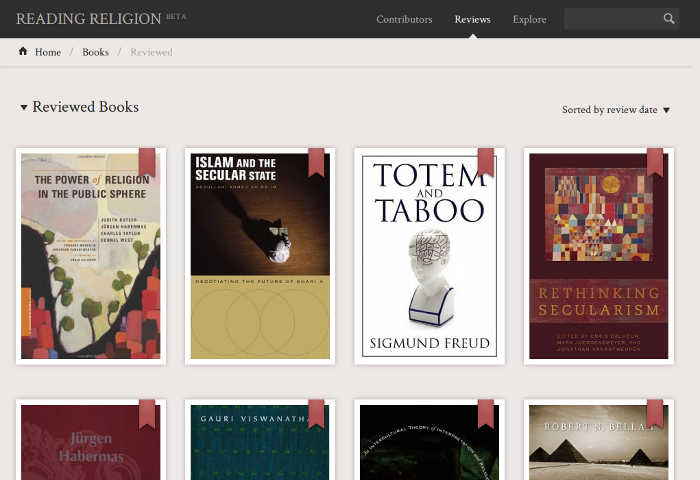 READING RELIGION BETA
Contributors Reviews Explore
Home / Books / Reviewed
Reviewed Books
Sorted by review date
THE POWER of RELIGION
IN THE PUBLIC SPHERE
JUDITH BUTLER
JÜRGEN HABERMAS
CHARLES TAYLOR
CORNEL WEST
ISLAM AND THE
SECULAR STATE
ABDULLAHI AHMED AN-NA'IM
NEGOTIATING THE FUTURE OF SHARI'A
TOTEM
AND
TABOO
SIGMUND FREUD
RETHINKING
SECULARISM
EDITED BY CRAIG CALHOUN,
MARK JUERGENSMEYER, AND
JONATHAN VANANTWERPEN
Jürgen
Habermas
GAURI VISWANATHA
An INTERCULTURAL THEORY of INTERPRETATION and
ROBERT N. BELLA